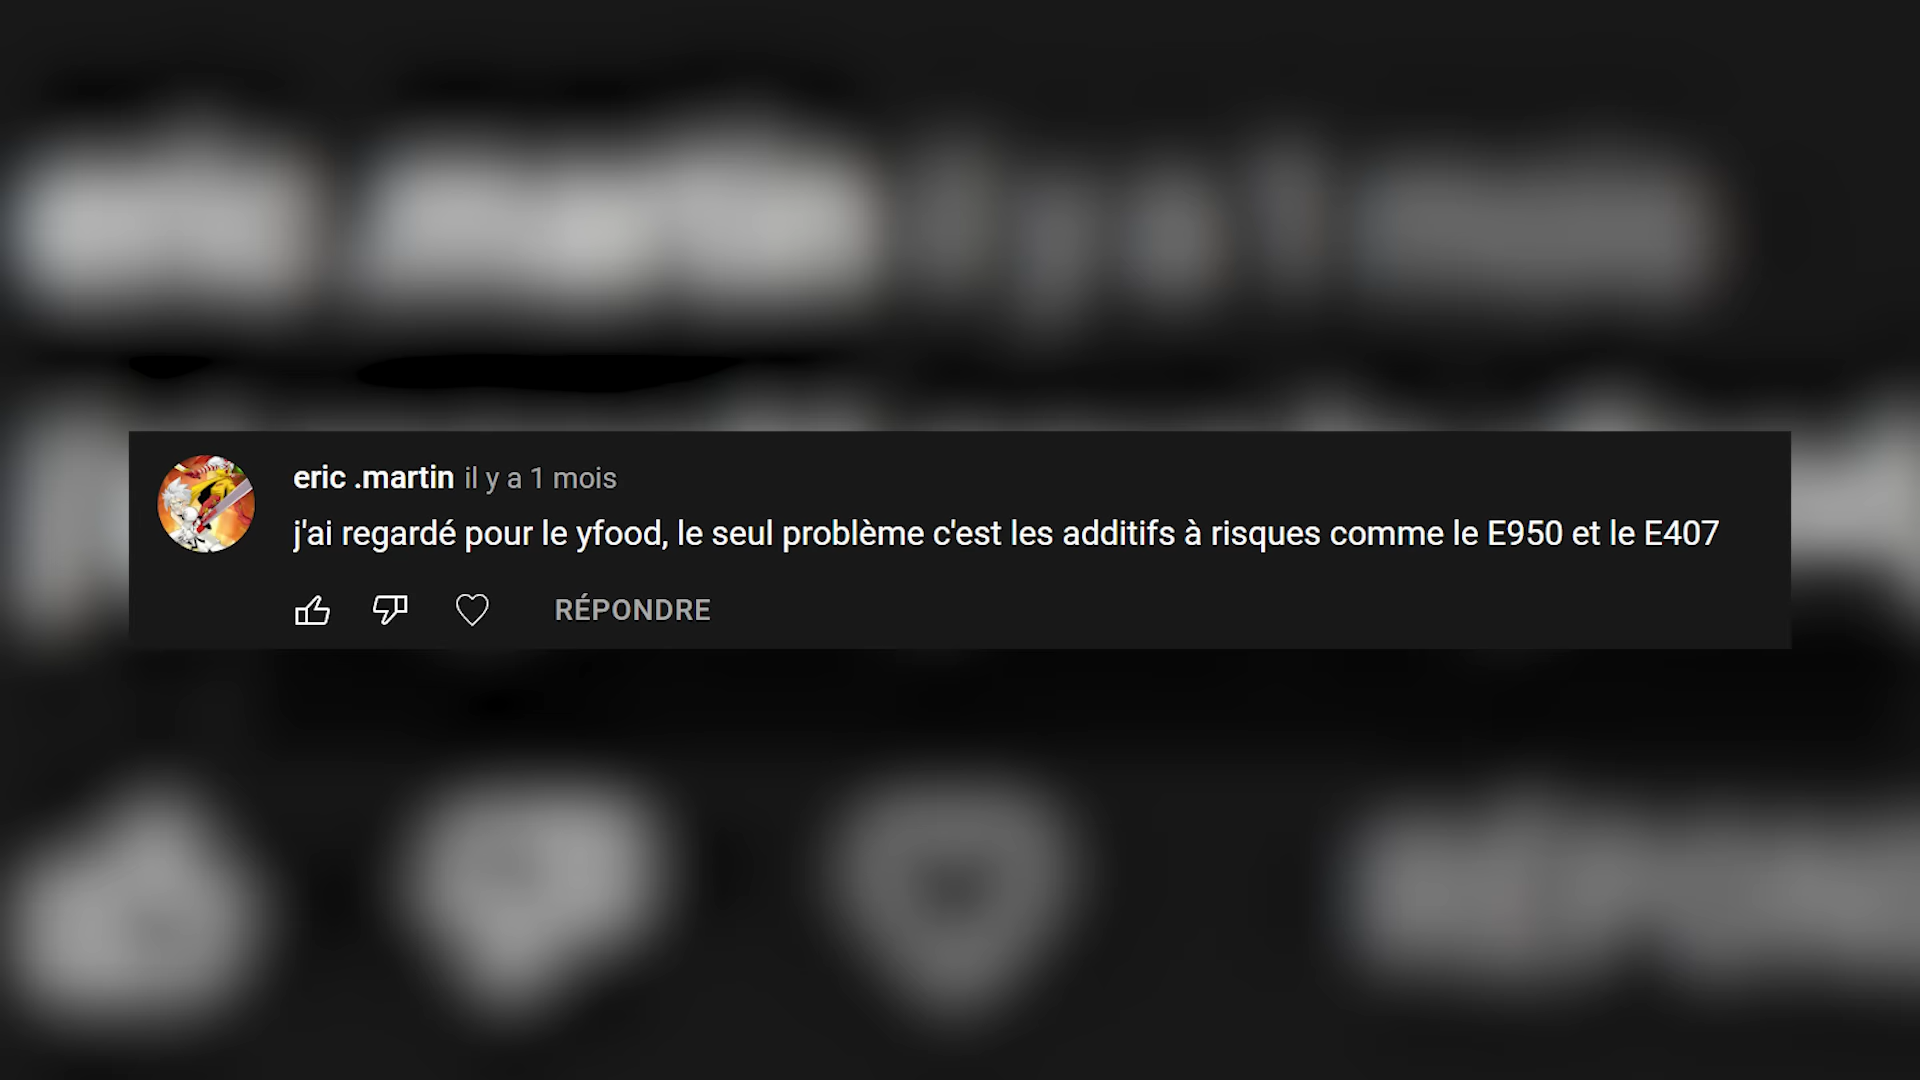 eric .martin il y a 1 mois
j'ai regardé pour le yfood, le seul problème c'est les additifs à risques comme le E950 et le E407
RÉPONDRE